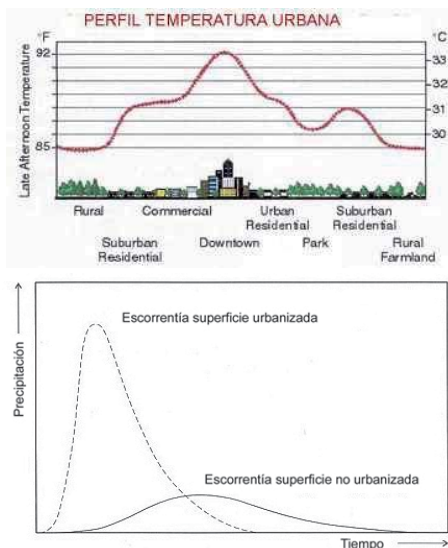 PERFIL TEMPERATURA URBANA
°F
°C
Late Afternoon Temperature
92
85
33
32
31
30
Rural
Commercial
Urban
Residential
Suburban
Residential
Suburban
Residential
Downtown
Park
Rural
Farmland
Precipitación
Escorrentía superficie urbanizada
Escorrentía superficie no urbanizada
Tiempo